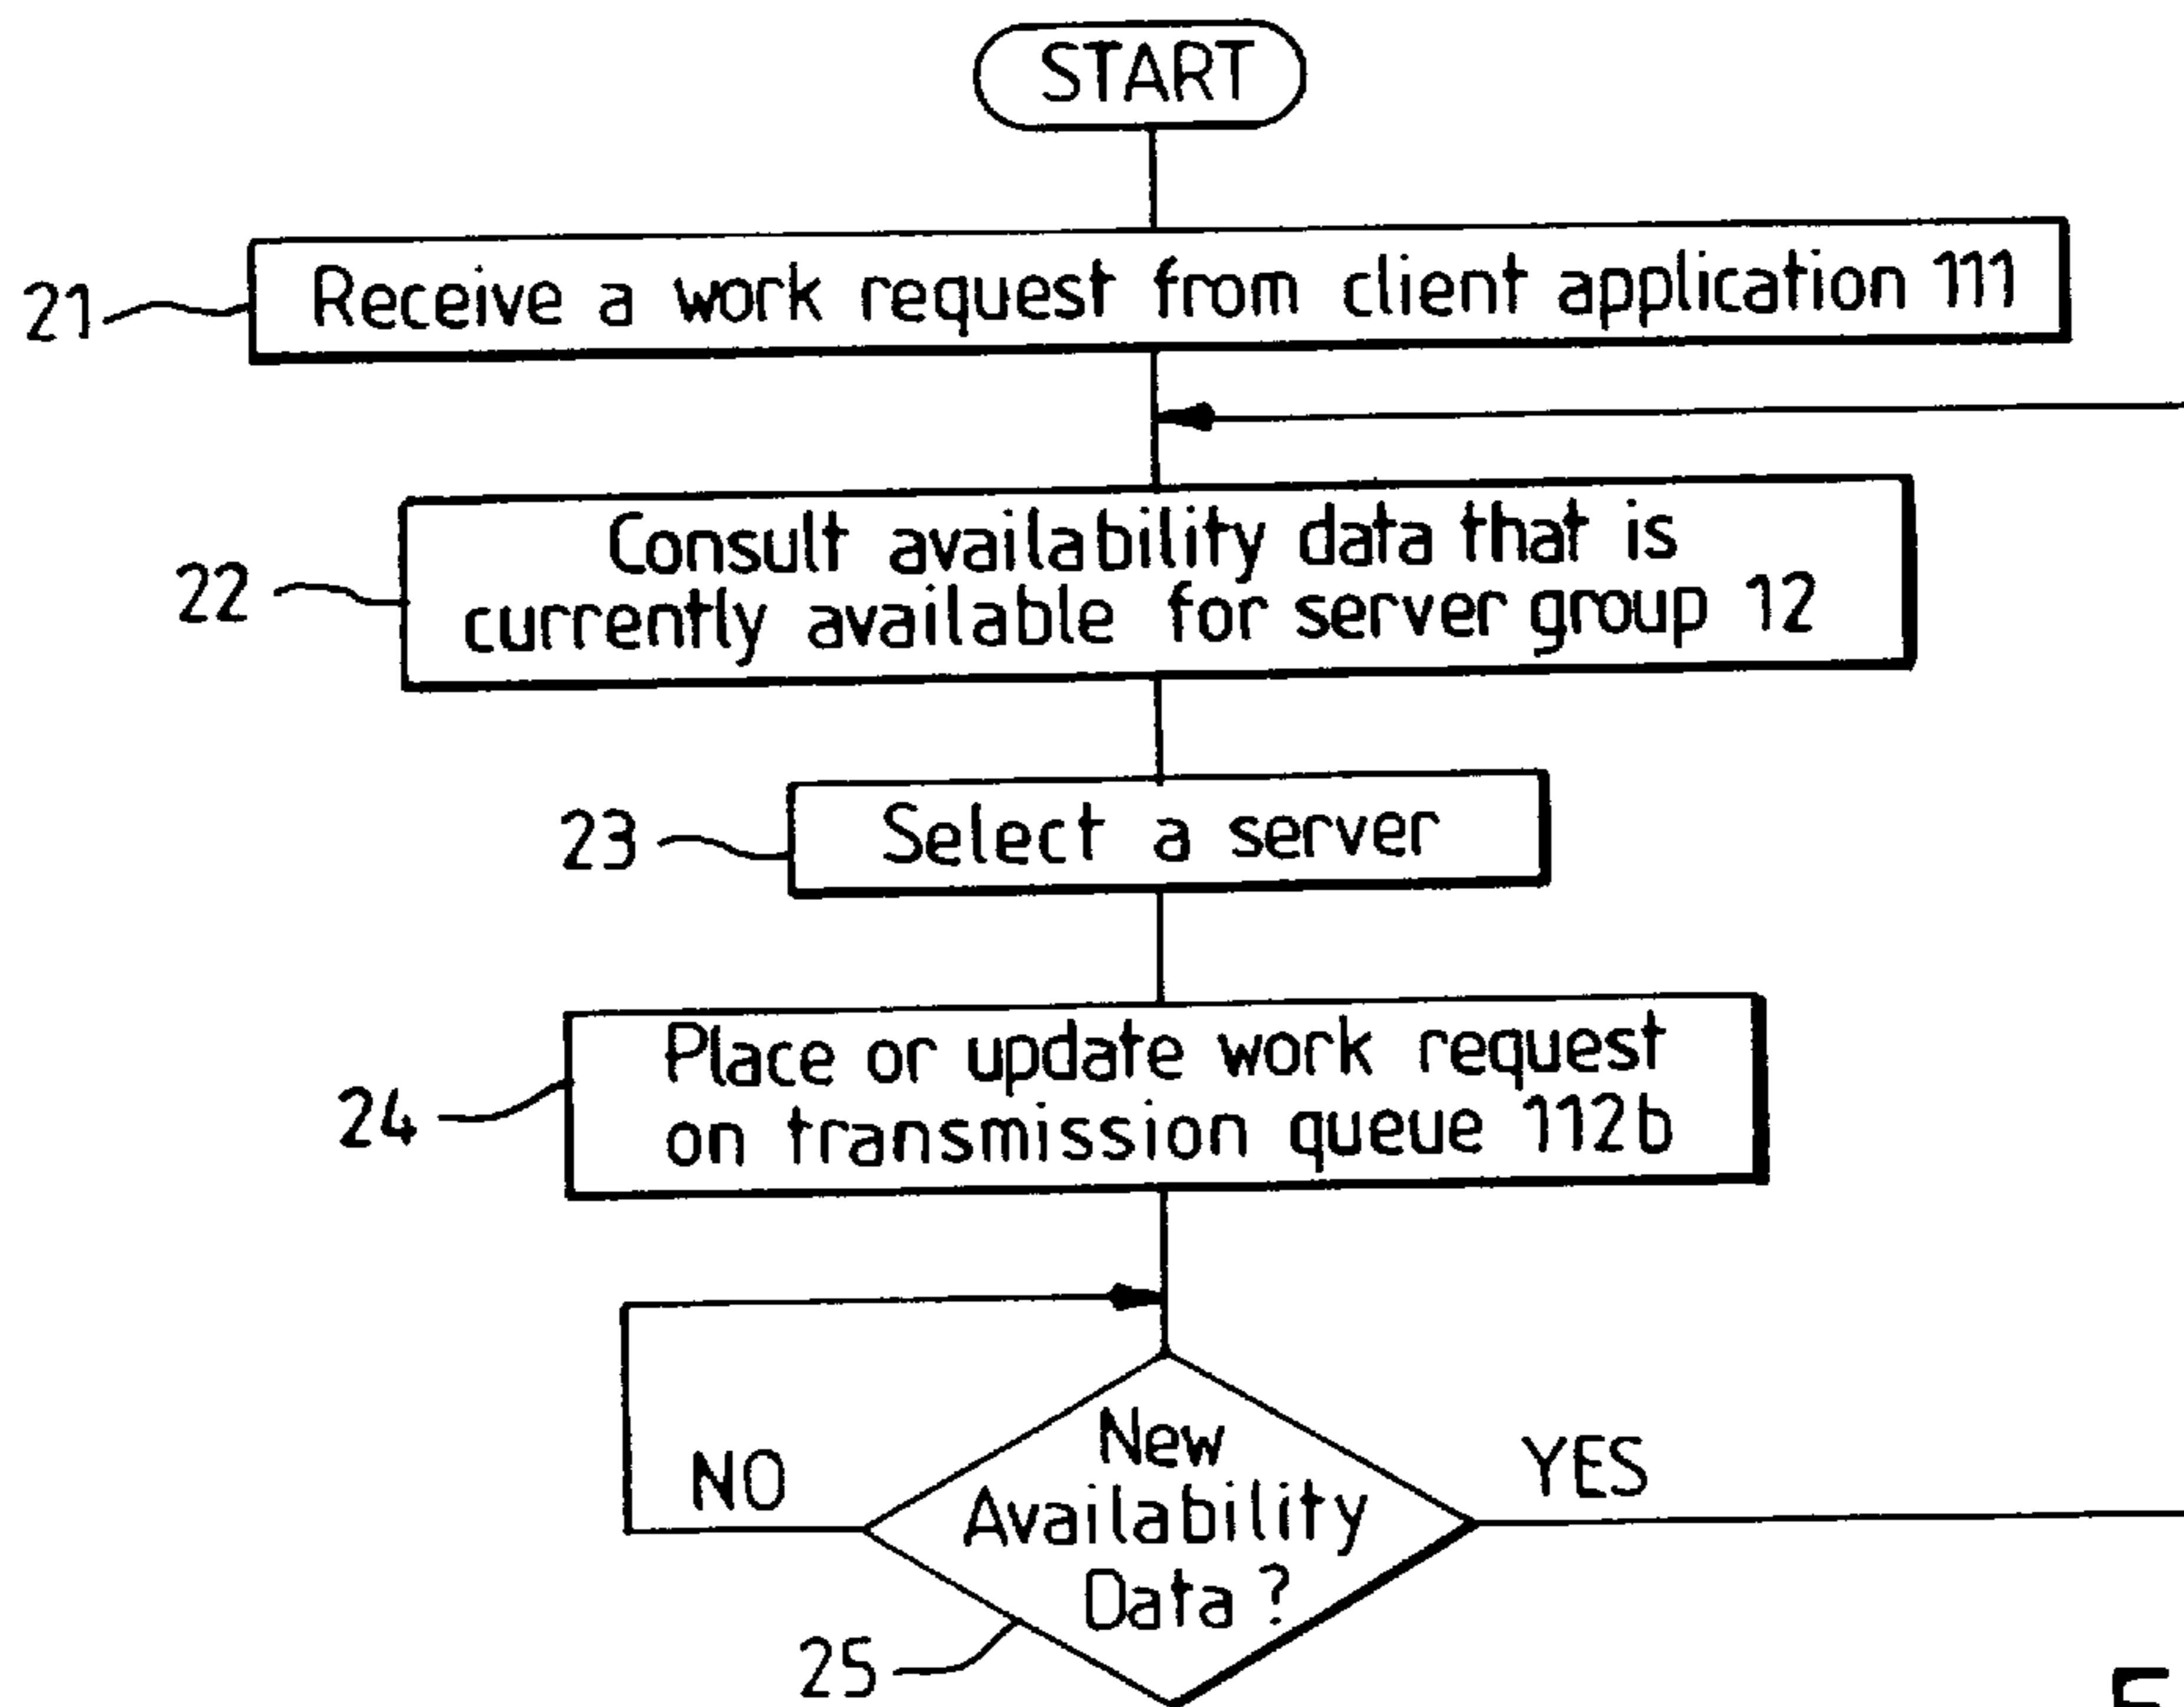 START
21
Receive a work request from client application 111
22
Consult availability data that is
currently available for server group 12
23
Select a server
24
Place or update work request
on transmission queue 112b
NO
New
Availability
Data ?
YES
25